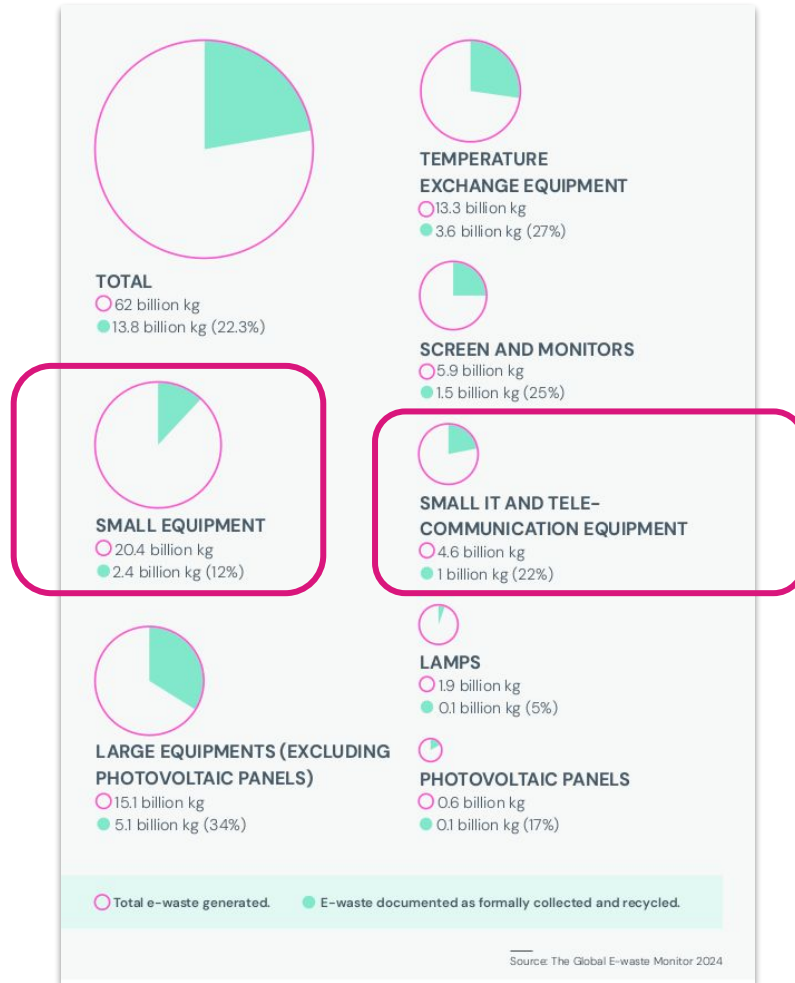 TOTAL
62 billion kg
13.8 billion kg (22.3%)
SMALL EQUIPMENT
20.4 billion kg
2.4 billion kg (12%)
LARGE EQUIPMENTS (EXCLUDING
PHOTOVOLTAIC PANELS)
15.1 billion kg
5.1 billion kg (34%)
TEMPERATURE
EXCHANGE EQUIPMENT
13.3 billion kg
3.6 billion kg (27%)
SCREEN AND MONITORS
5.9 billion kg
1.5 billion kg (25%)
SMALL IT AND TELE-
COMMUNICATION EQUIPMENT
4.6 billion kg
1 billion kg (22%)
LAMPS
1.9 billion kg
0.1 billion kg (5%)
PHOTOVOLTAIC PANELS
0.6 billion kg
0.1 billion kg (17%)
Total e-waste generated.
E-waste documented as formally collected and recycled.
Source: The Global E-waste Monitor 2024